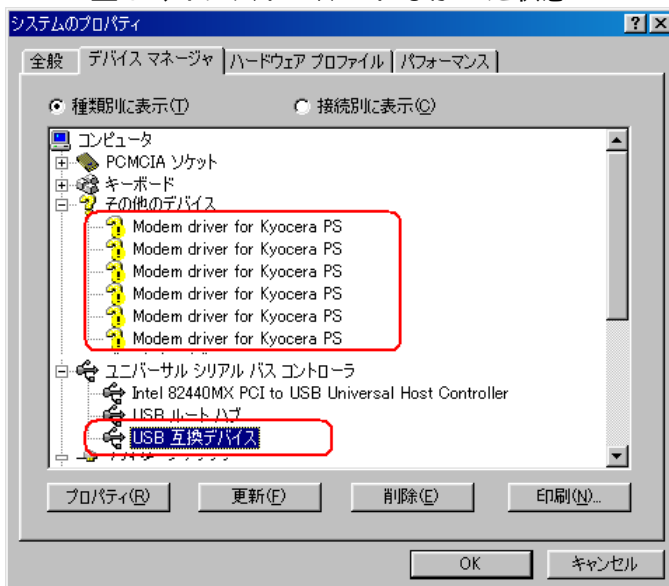 システムのプロパティ
全般 デバイス マネージャ ハードウェア プロファイル パフォーマンス
種類別に表示(T) 接続別に表示(C)
コンピュータ
PCMCIA ソケット
キーボード
その他のデバイス
Modem driver for Kyocera PS
Modem driver for Kyocera PS
Modem driver for Kyocera PS
Modem driver for Kyocera PS
Modem driver for Kyocera PS
Modem driver for Kyocera PS
ユニバーサル シリアル バス コントローラ
Intel 82440MX PCI to USB Universal Host Controller
USB ルート ハブ
USB 互換デバイス
プロパティ(R) 更新(F) 削除(E) 印刷(N)...
OK キャンセル